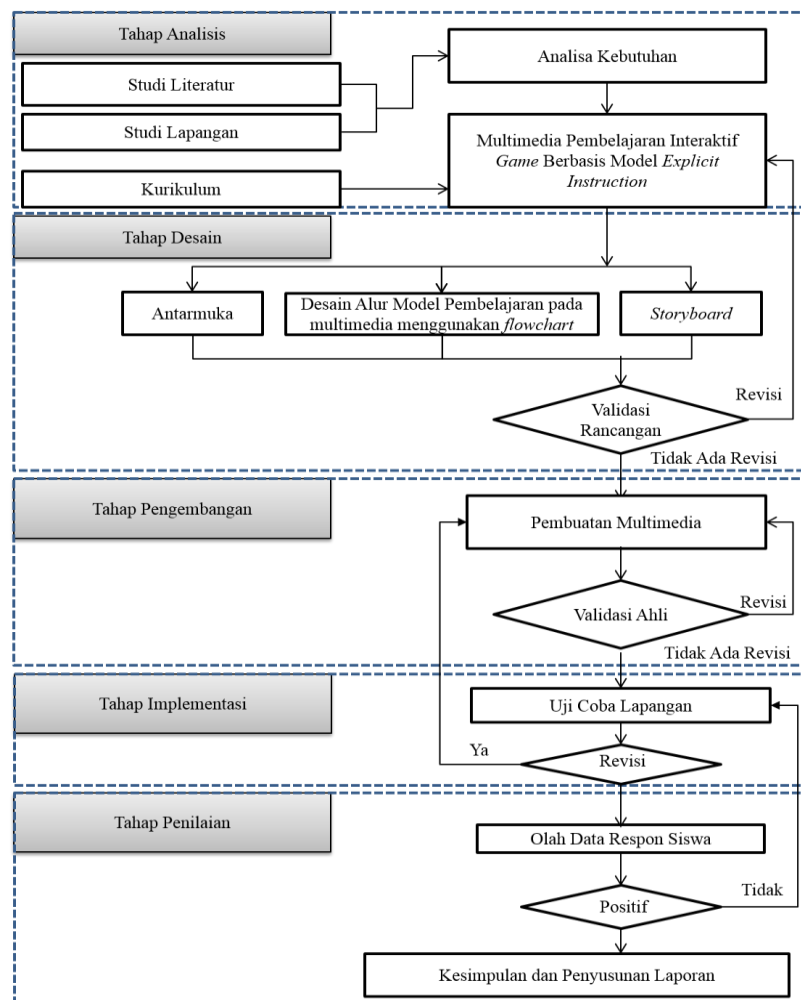 Tahap Analisis
Analisa Kebutuhan
Studi Literatur
Studi Lapangan
Multimedia Pembelajaran Interaktif
Game Berbasis Model Explicit
Instruction
Kurikulum
Tahap Desain
Antarmuka
Desain Alur Model Pembelajaran pada
multimedia menggunakan flowchart
Storyboard
Revisi
Validasi
Rancangan
Tidak Ada Revisi
Tahap Pengembangan
Pembuatan Multimedia
Revisi
Validasi Ahli
Tidak Ada Revisi
Tahap Implementasi
Uji Coba Lapangan
Ya
Revisi
Tahap Penilaian
Olah Data Respon Siswa
Tidak
Positif
Kesimpulan dan Penyusunan Laporan